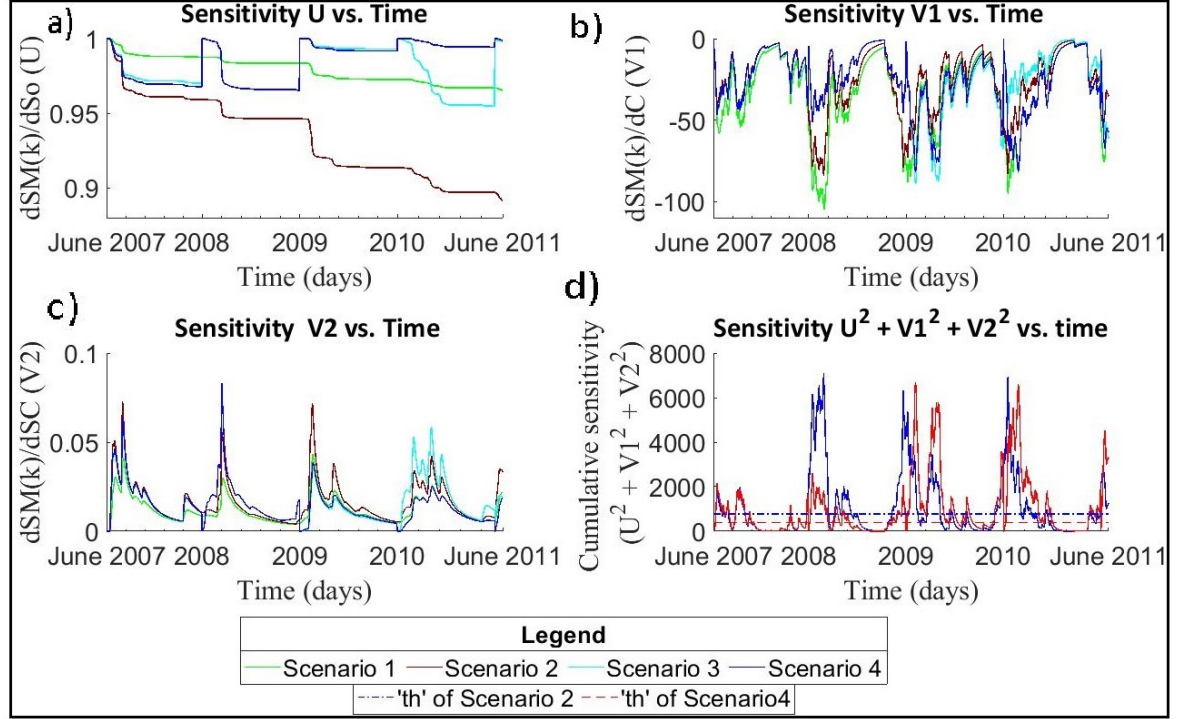 a)
Sensitivity U vs. Time
dSM(k)/dSo (U)
1
0.95
0.9
June 2007 2008 2009 2010 June 2011
Time (days)
b)
Sensitivity V1 vs. Time
dSM(k)/dC (V1)
0
-50
-100
June 2007 2008 2009 2010 June 2011
Time (days)
c)
Sensitivity V2 vs. Time
dSM(k)/dSC (V2)
0.1
0.05
0
June 2007 2008 2009 2010 June 2011
Time (days)
d)
Sensitivity U² + V1² + V2² vs. time
Cumulative sensitivity
(U² + V1² + V2²)
8000
6000
4000
2000
0
June 2007 2008 2009 2010 June 2011
Time (days)
Legend
Scenario 1 Scenario 2 Scenario 3 Scenario 4
'th' of Scenario 2 'th' of Scenario4